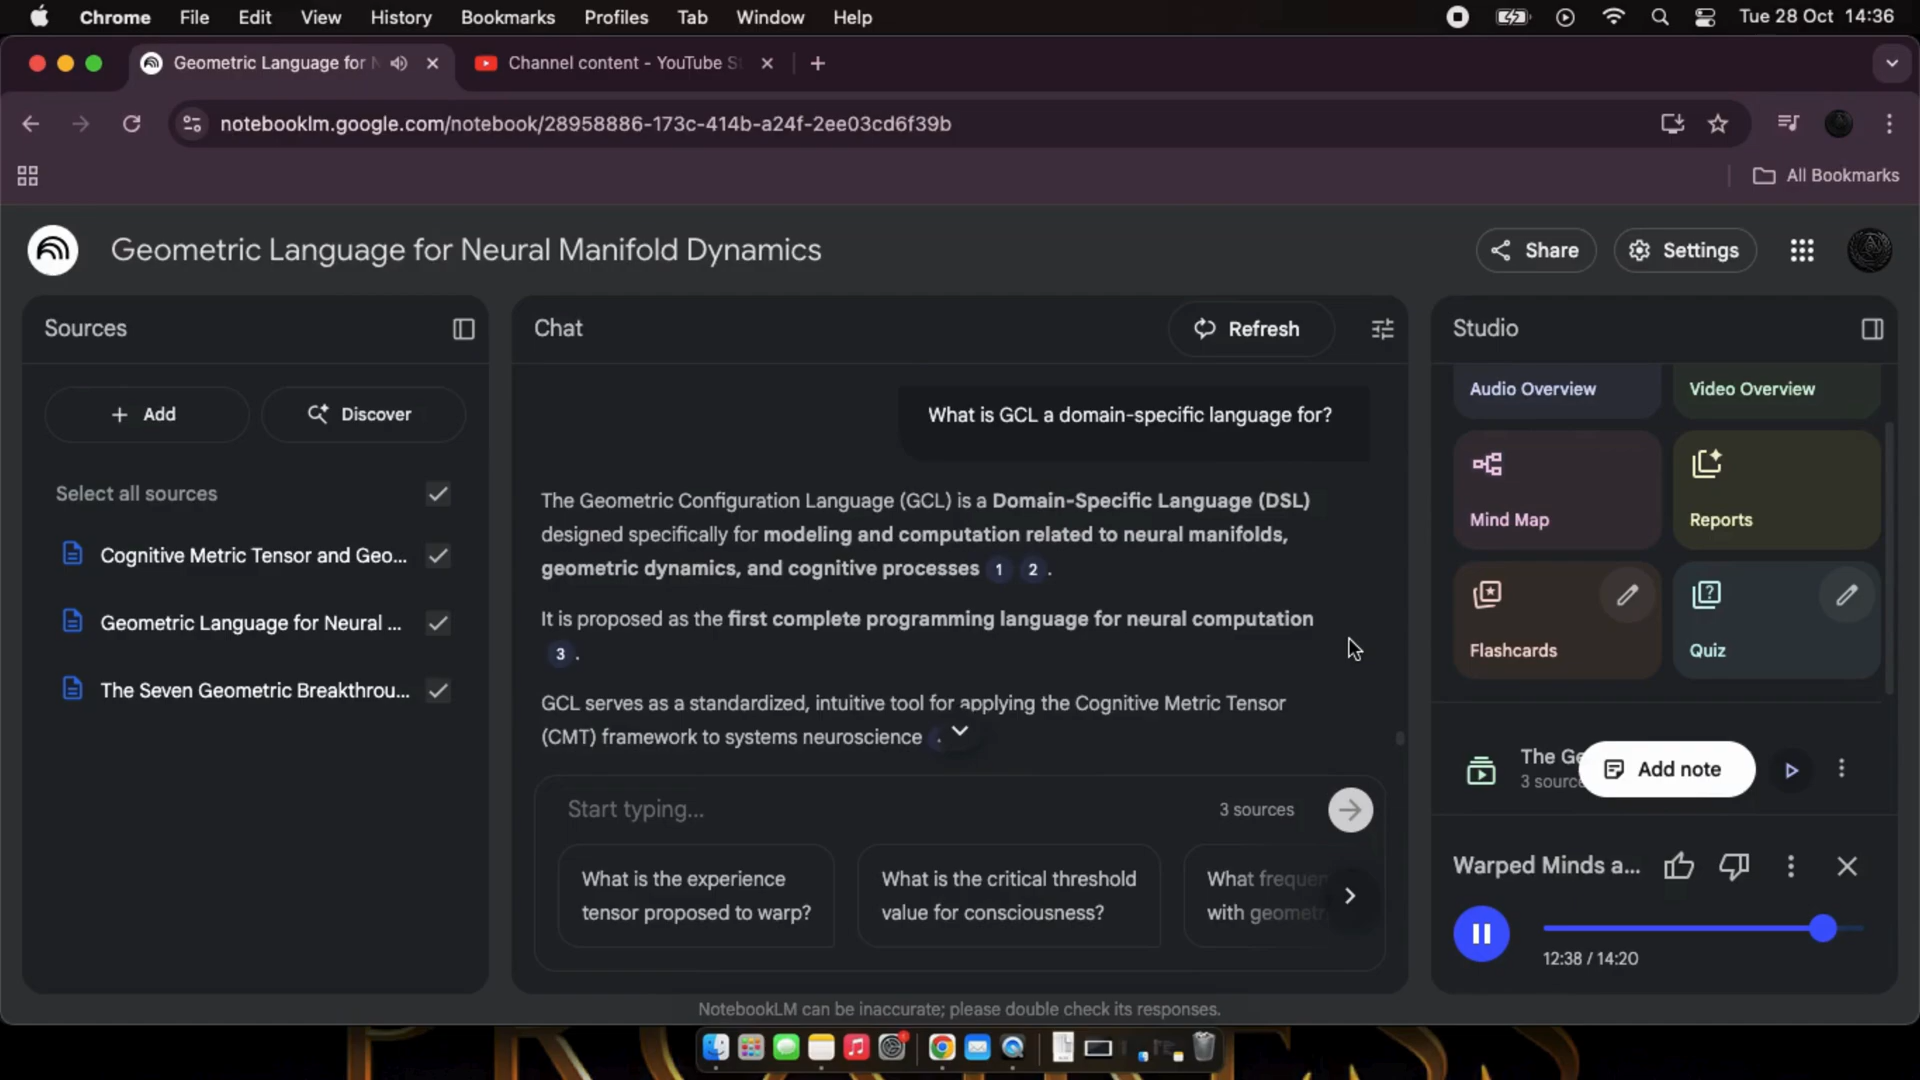 Chrome File Edit View History Bookmarks Profiles Tab Window Help Tue 28 Oct 14:36
Geometric Language for N Channel content - YouTube S
notebooklm.google.com/notebook/28958886-173c-414b-a24f-2ee03cd6f39b
All Bookmarks
Geometric Language for Neural Manifold Dynamics
Share
Settings
Sources
Add
Discover
Select all sources
Cognitive Metric Tensor and Geo...
Geometric Language for Neural ...
The Seven Geometric Breakthrou...
Chat
Refresh
What is GCL a domain-specific language for?
The Geometric Configuration Language (GCL) is a Domain-Specific Language (DSL)
designed specifically for modeling and computation related to neural manifolds,
geometric dynamics, and cognitive processes 1 2 .
It is proposed as the first complete programming language for neural computation
3 .
GCL serves as a standardized, intuitive tool for applying the Cognitive Metric Tensor
(CMT) framework to systems neuroscience .
Start typing...
3 sources
What is the experience
tensor proposed to warp?
What is the critical threshold
value for consciousness?
What frequen
with geometr
Studio
Audio Overview
Video Overview
Mind Map
Reports
Flashcards
Quiz
The Ge
3 source
Add note
Warped Minds a...
12:38 / 14:20
NotebookLM can be inaccurate; please double check its responses.